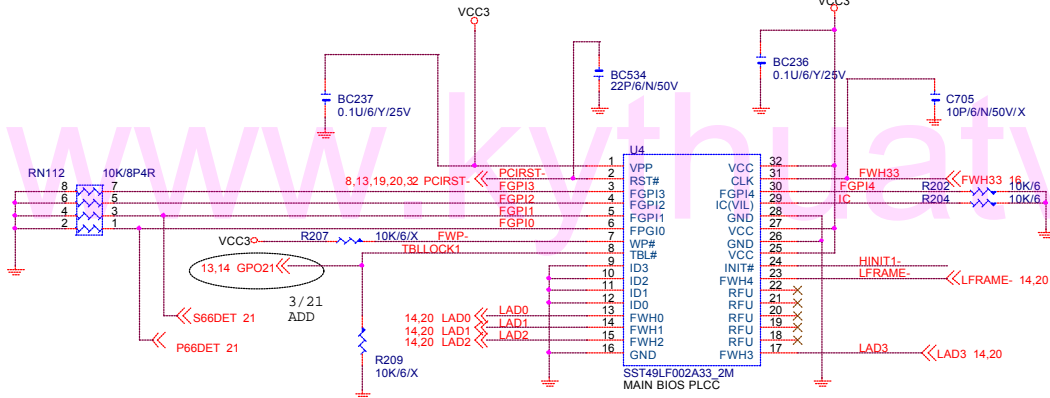 VCC3
VCC3
BC237
0.1U/6/Y/25V
BC534
22P/6/N/50V
BC236
0.1U/6/Y/25V
C705
10P/6/N/50V/X
www.kythuatv
RN112 10K/8P4R
8 7
6 5
4 3
2 1
8,13,19,20,32 PCIRST- PCIRST-
FGPI3
FGPI2
FGPI1
FGPI0
VCC3 R207 10K/6/X FWP-
TBLLOCK1
13,14 GPO21
3/21
ADD
S66DET 21
P66DET 21
R209
10K/6/X
14,20 LAD0 LAD0
14,20 LAD1 LAD1
14,20 LAD2 LAD2
U4
1 VPP VCC 32
2 RST# CLK 31
3 FGPI3 FGPI4 30
4 FGPI2 IC(VIL) 29
5 FGPI1 GND 28
6 FPGI0 VCC 27
7 WP# GND 26
8 TBL# VCC 25
9 ID3 INIT# 24
10 ID2 FWH4 23
11 ID1 RFU 22
12 ID0 RFU 21
13 FWH0 RFU 20
14 FWH1 RFU 19
15 FWH2 RFU 18
16 GND FWH3 17
SST49LF002A33_2M
MAIN BIOS PLCC
FWH33 FWH33 16
FGPI4 R202 10K/6
IC R204 10K/6
HINIT1-
LFRAME- LFRAME- 14,20
LAD3 LAD3 14,20